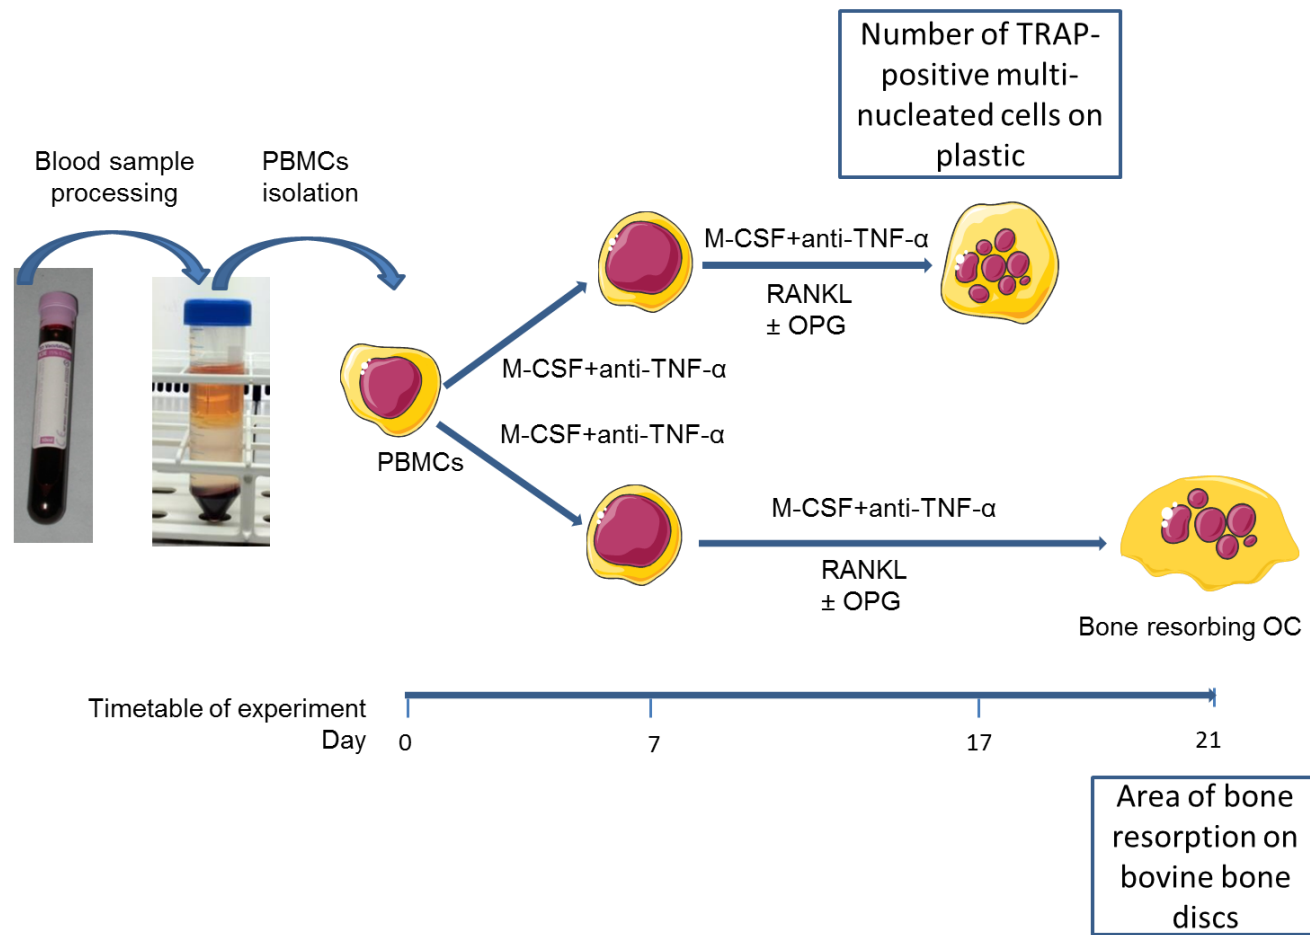 Number of TRAP-
positive multi-
nucleated cells on
plastic
Blood sample
processing
PBMCs
isolation
M-CSF+anti-TNF-α
RANKL
± OPG
M-CSF+anti-TNF-α
M-CSF+anti-TNF-α
PBMCs
M-CSF+anti-TNF-α
RANKL
± OPG
Bone resorbing OC
Timetable of experiment
Day
0
7
17
21
Area of bone
resorption on
bovine bone
discs